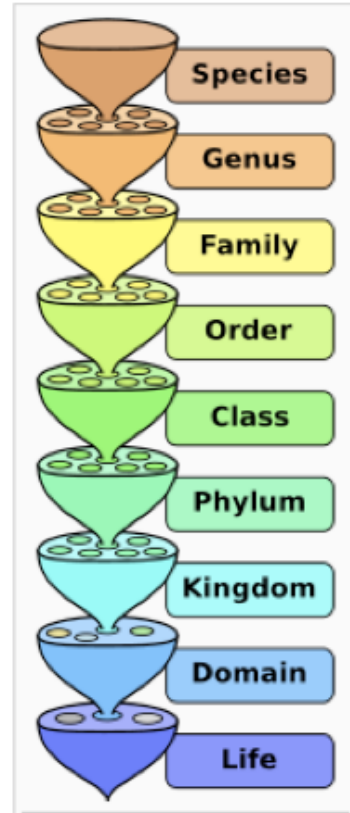 Species
Genus
Family
Order
Class
Phylum
Kingdom
Domain
Life